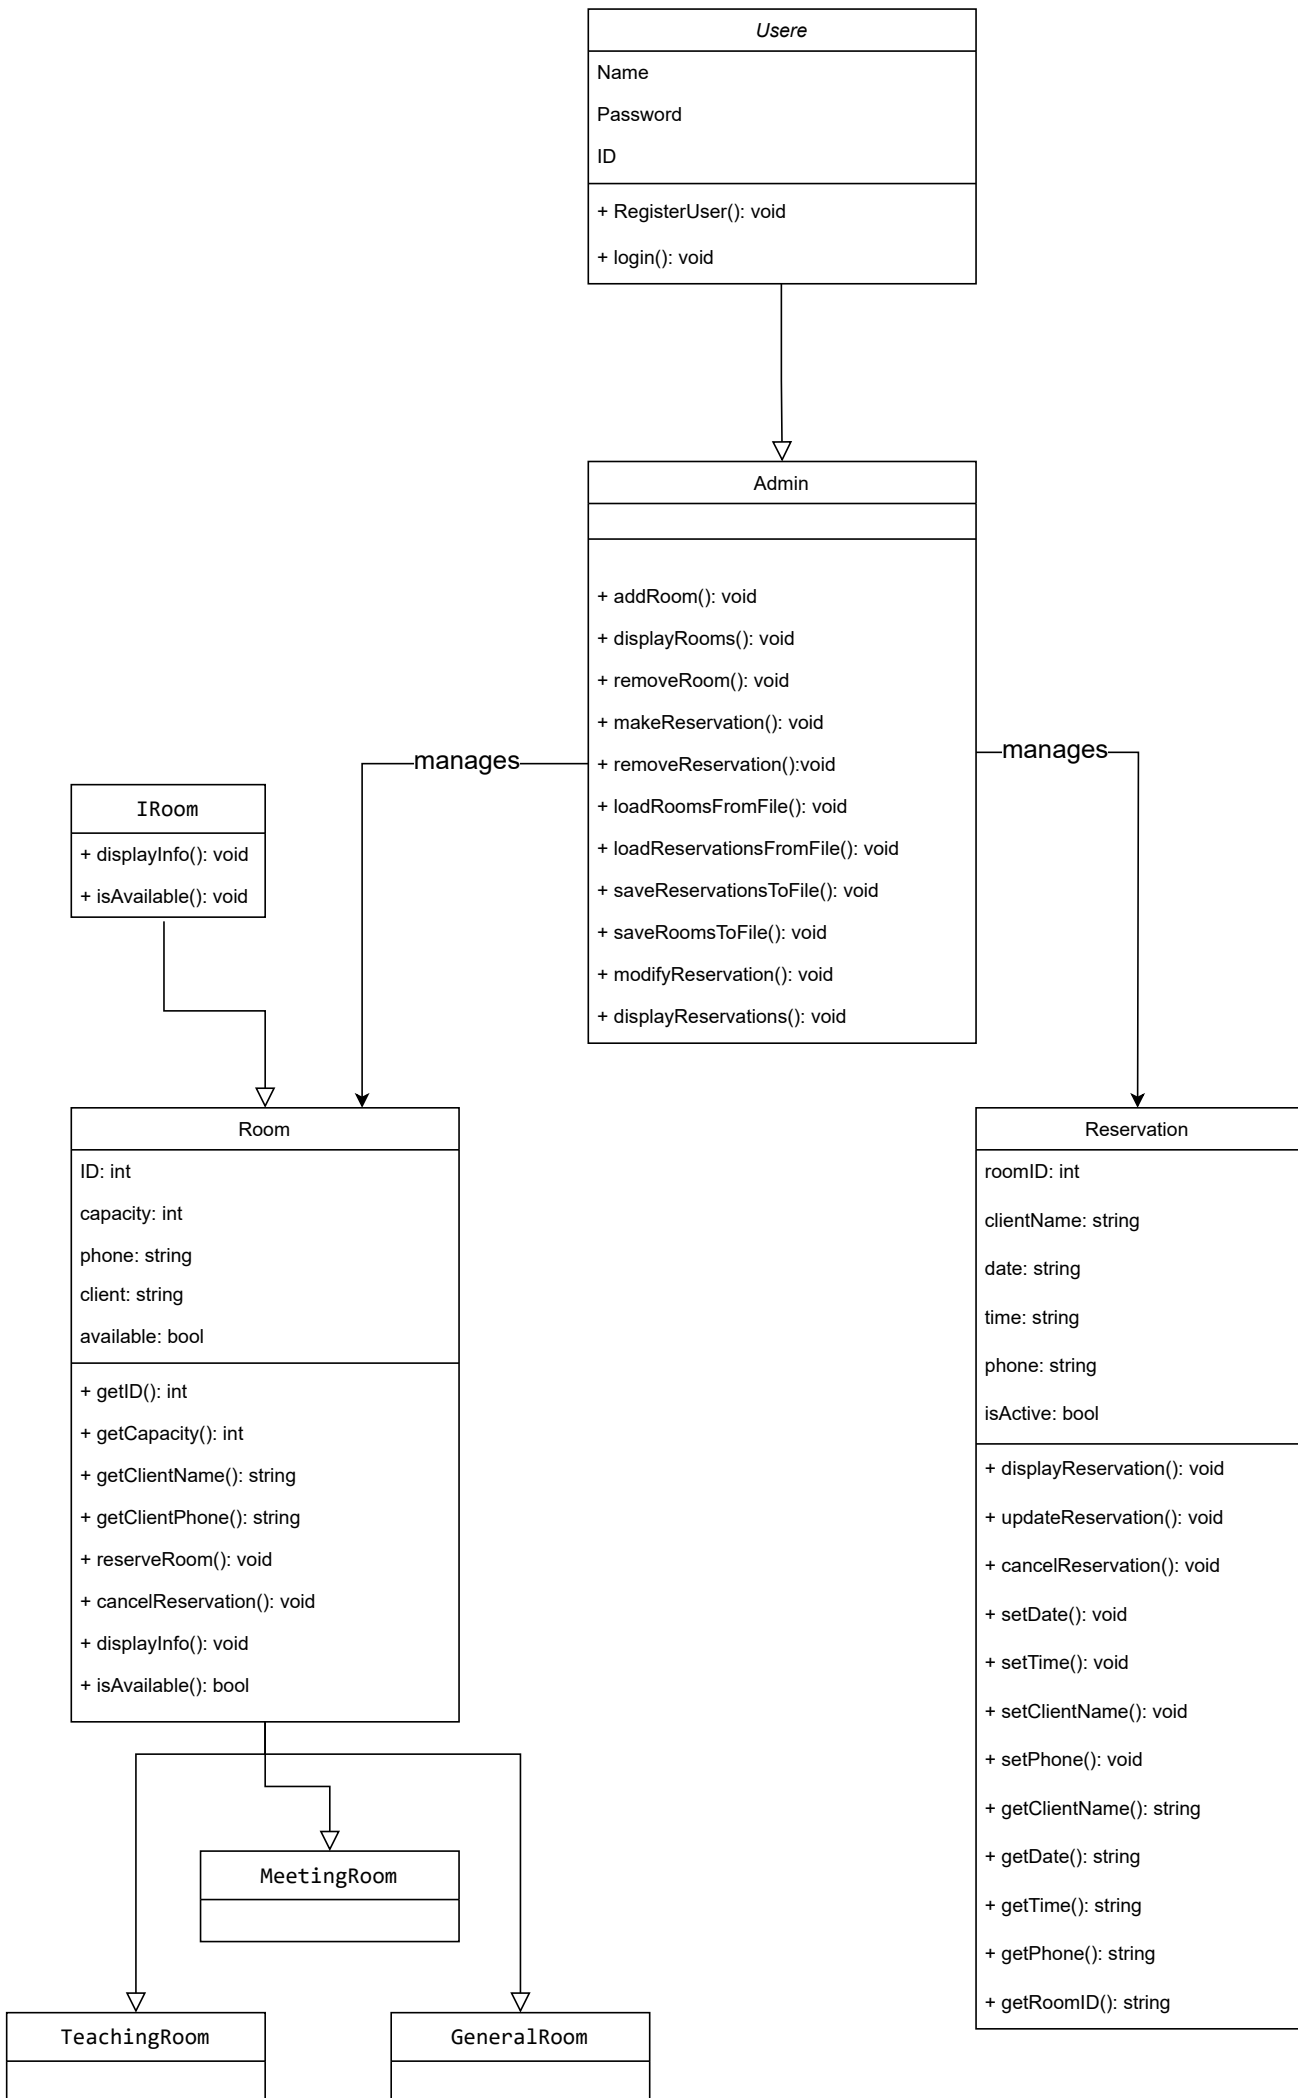 Usere
Name
Password
ID
+ RegisterUser(): void
+ login(): void
Admin
+ addRoom(): void
+ displayRooms(): void
+ removeRoom(): void
+ makeReservation(): void
+ removeReservation():void
+ loadRoomsFromFile(): void
+ loadReservationsFromFile(): void
+ saveReservationsToFile(): void
+ saveRoomsToFile(): void
+ modifyReservation(): void
+ displayReservations(): void
manages
manages
IRoom
+ displayInfo(): void
+ isAvailable(): void
Room
ID: int
capacity: int
phone: string
client: string
available: bool
+ getID(): int
+ getCapacity(): int
+ getClientName(): string
+ getClientPhone(): string
+ reserveRoom(): void
+ cancelReservation(): void
+ displayInfo(): void
+ isAvailable(): bool
Reservation
roomID: int
clientName: string
date: string
time: string
phone: string
isActive: bool
+ displayReservation(): void
+ updateReservation(): void
+ cancelReservation(): void
+ setDate(): void
+ setTime(): void
+ setClientName(): void
+ setPhone(): void
+ getClientName(): string
+ getDate(): string
+ getTime(): string
+ getPhone(): string
+ getRoomID(): string
MeetingRoom
TeachingRoom
GeneralRoom